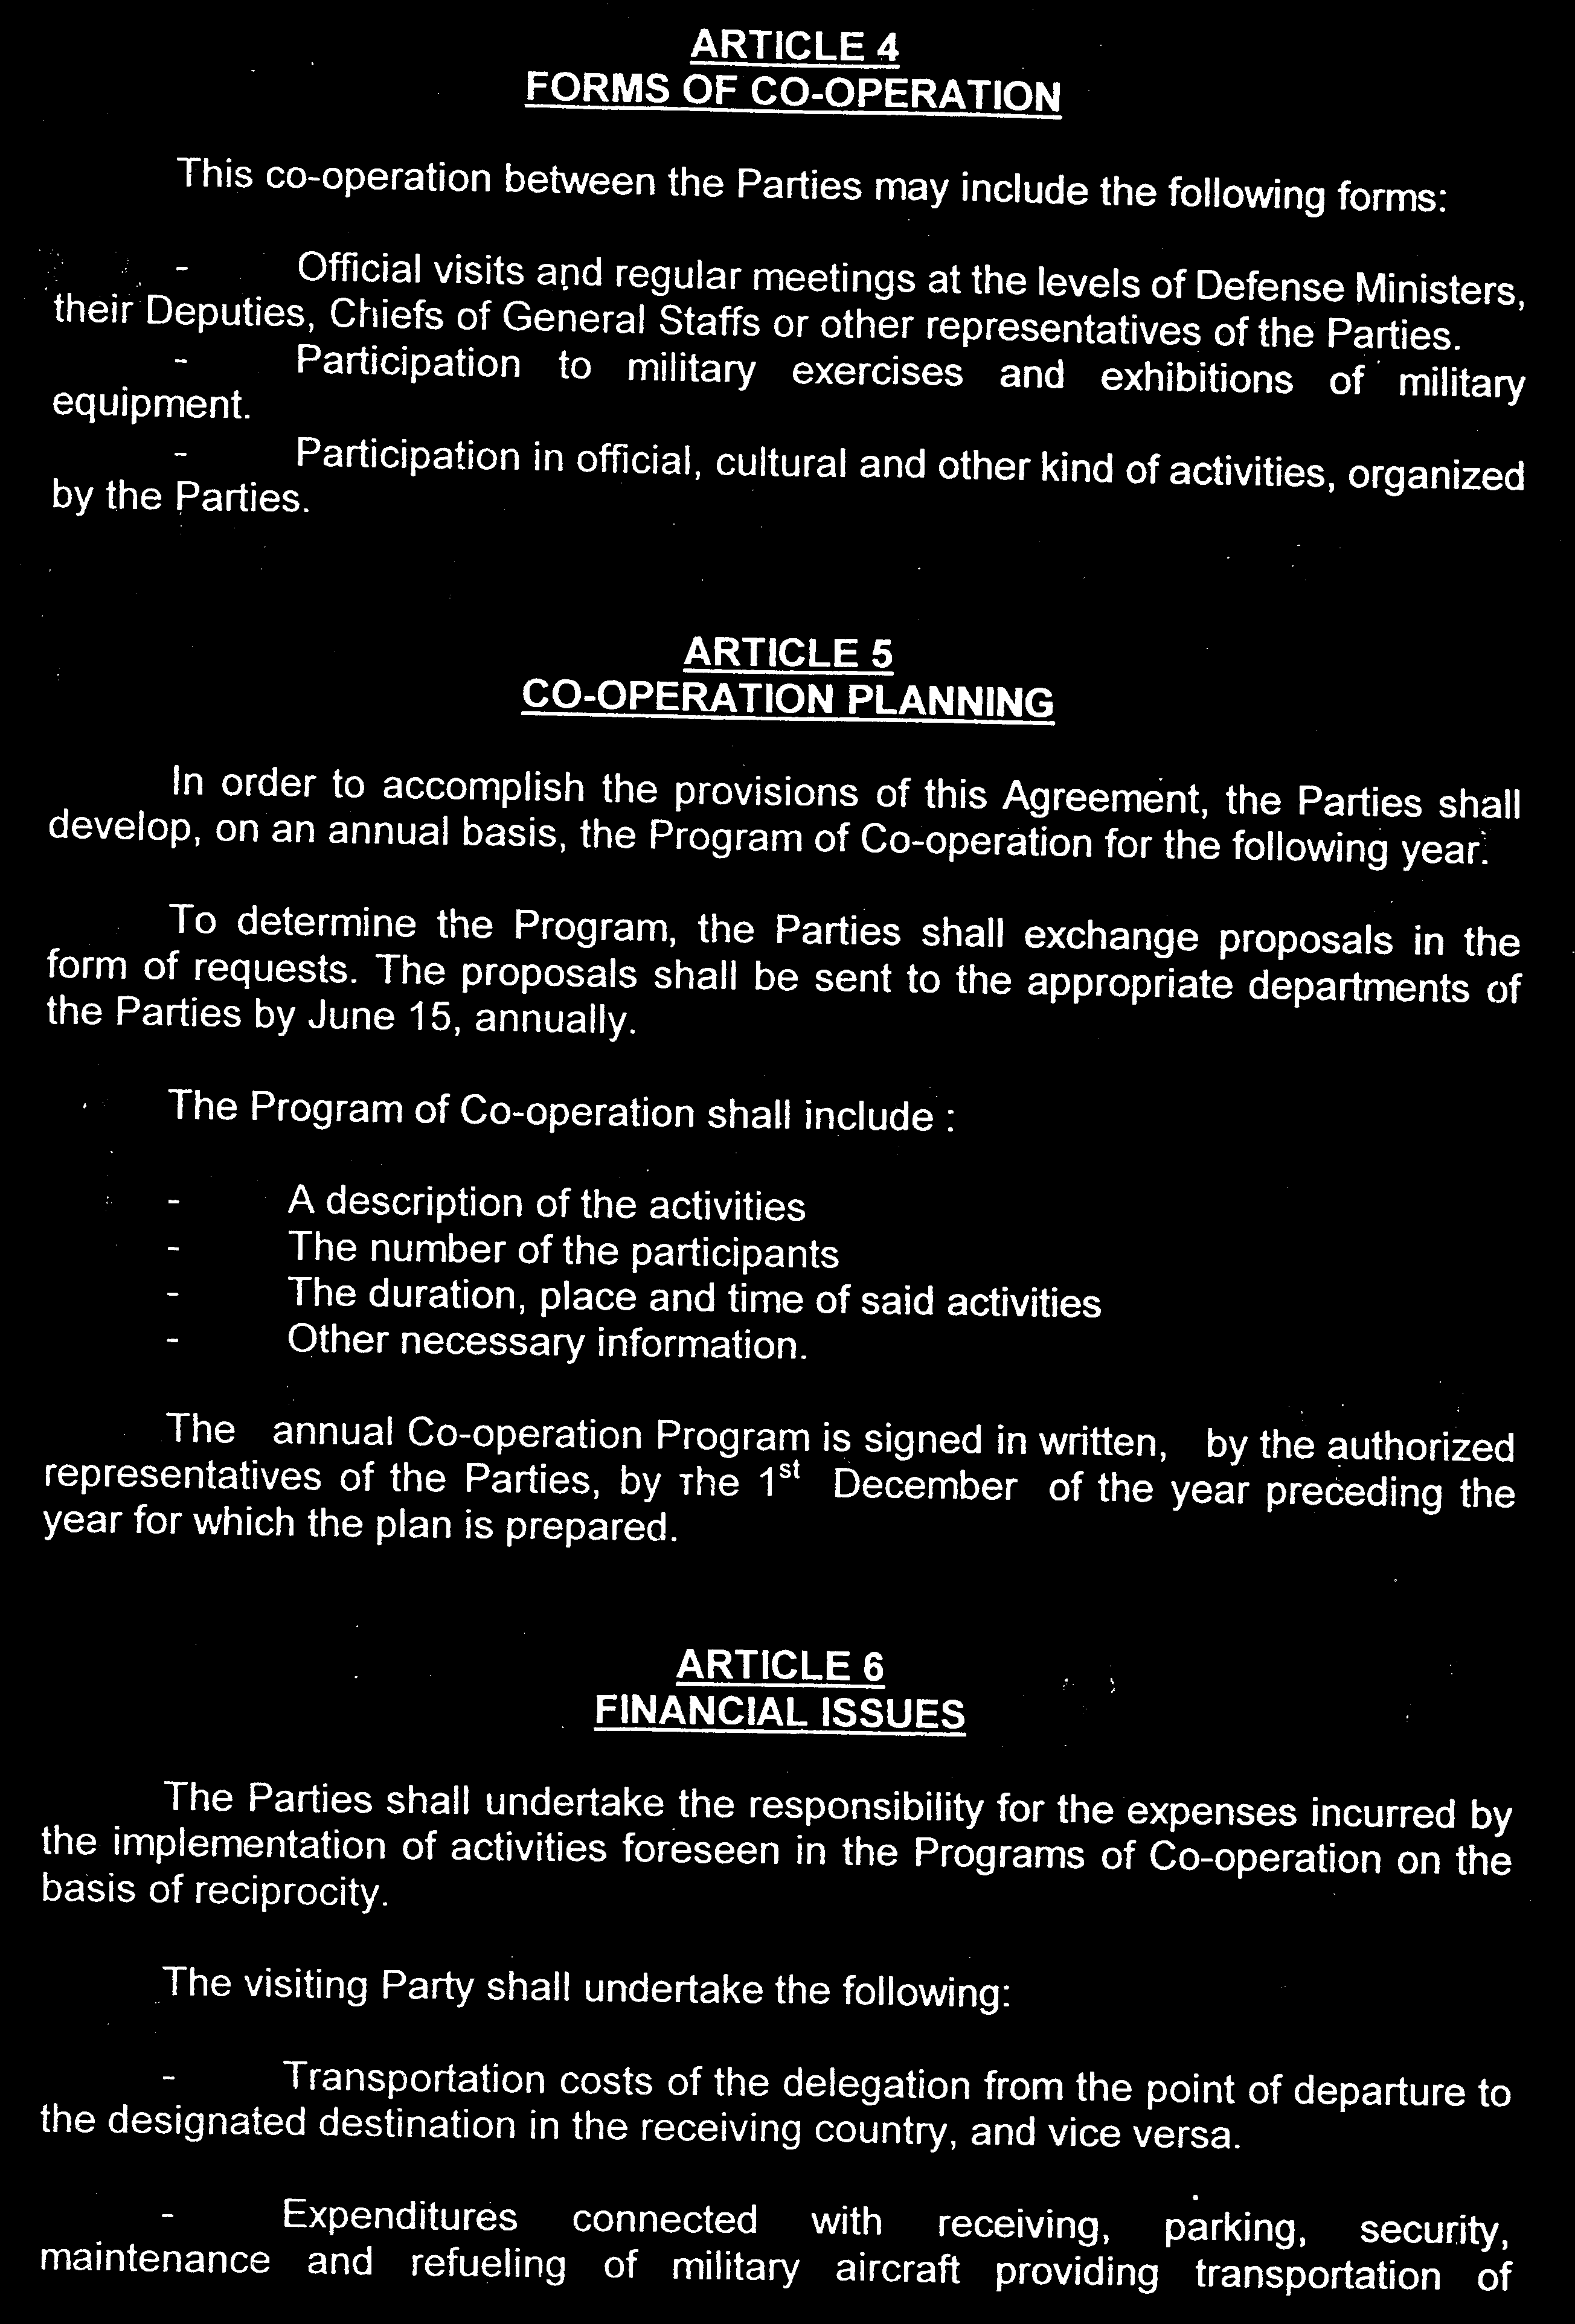 ARTICLE 4
FORMS OF CO-OPERATION
This co-operation between the Parties may include the following forms:
- Official visits and regular meetings at the levels of Defense Ministers,
their Deputies, Chiefs of General Staffs or other representatives of the Parties.
- Participation to military exercises and exhibitions of military
equipment.
- Participation in official, cultural and other kind of activities, organized
by the Parties.
ARTICLE 5
CO-OPERATION PLANNING
In order to accomplish the provisions of this Agreement, the Parties shall
develop, on an annual basis, the Program of Co-operation for the following year.
To determine the Program, the Parties shall exchange proposals in the
form of requests. The proposals shall be sent to the appropriate departments of
the Parties by June 15, annually.
The Program of Co-operation shall include :
- A description of the activities
- The number of the participants
- The duration, place and time of said activities
- Other necessary information.
The annual Co-operation Program is signed in written, by the authorized
representatives of the Parties, by the 1st December of the year preceding the
year for which the plan is prepared.
ARTICLE 6
FINANCIAL ISSUES
The Parties shall undertake the responsibility for the expenses incurred by
the implementation of activities foreseen in the Programs of Co-operation on the
basis of reciprocity.
The visiting Party shall undertake the following:
- Transportation costs of the delegation from the point of departure to
the designated destination in the receiving country, and vice versa.
- Expenditures connected with receiving, parking, security,
maintenance and refueling of military aircraft providing transportation of